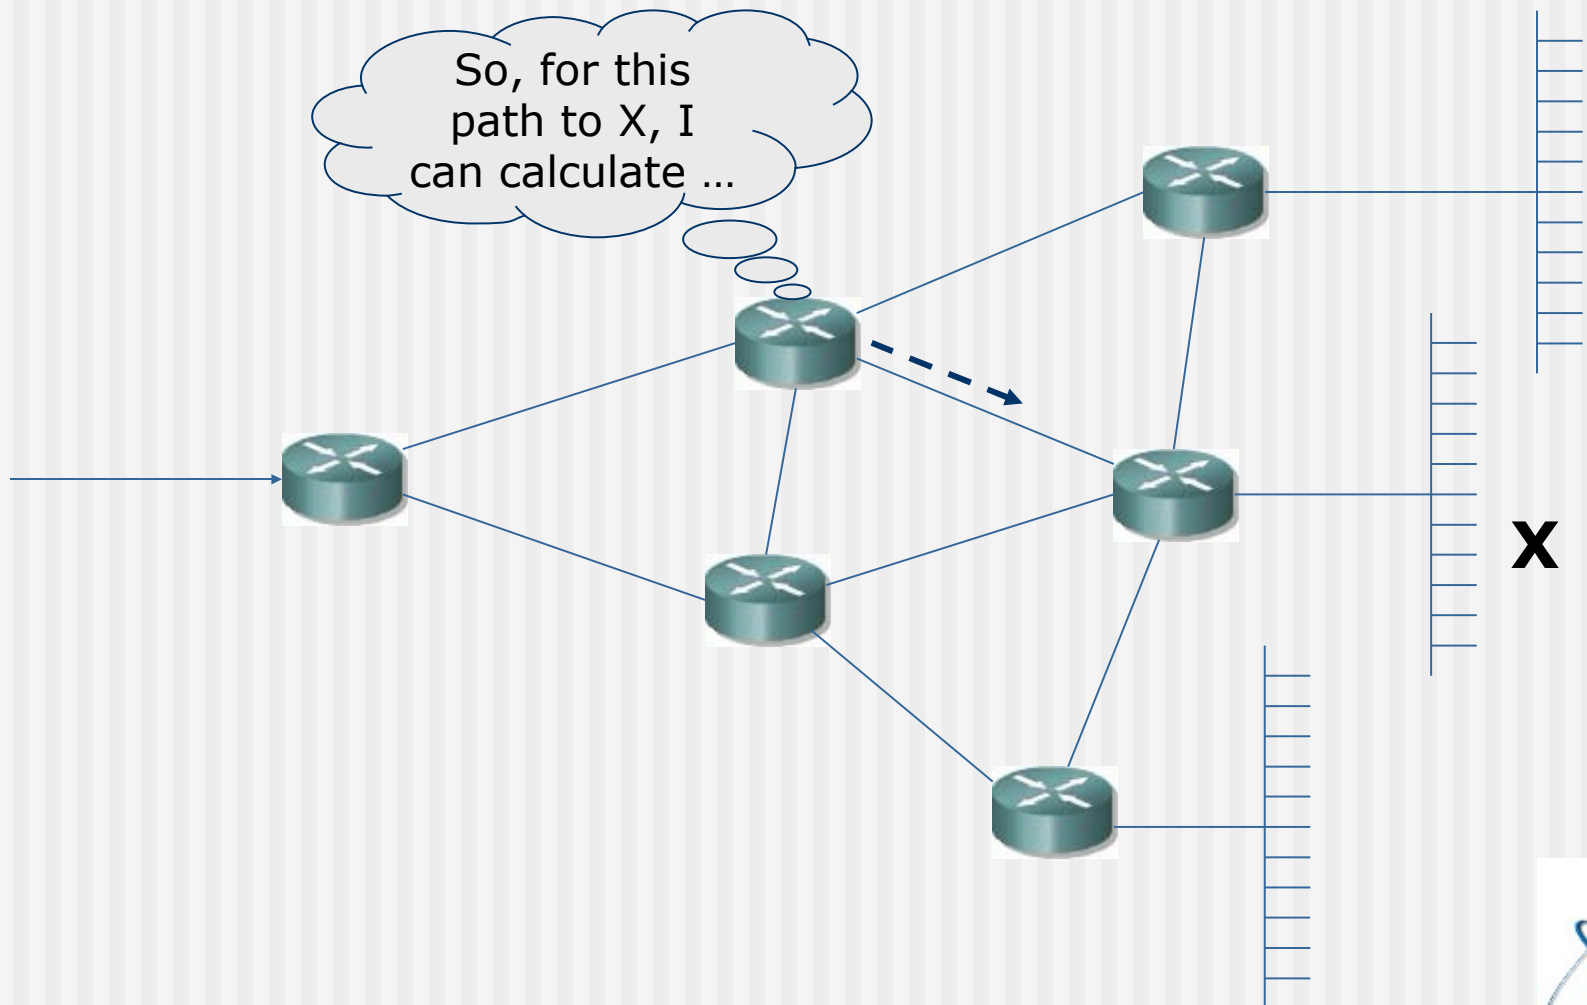 So, for this
path to X, I
can calculate …
X